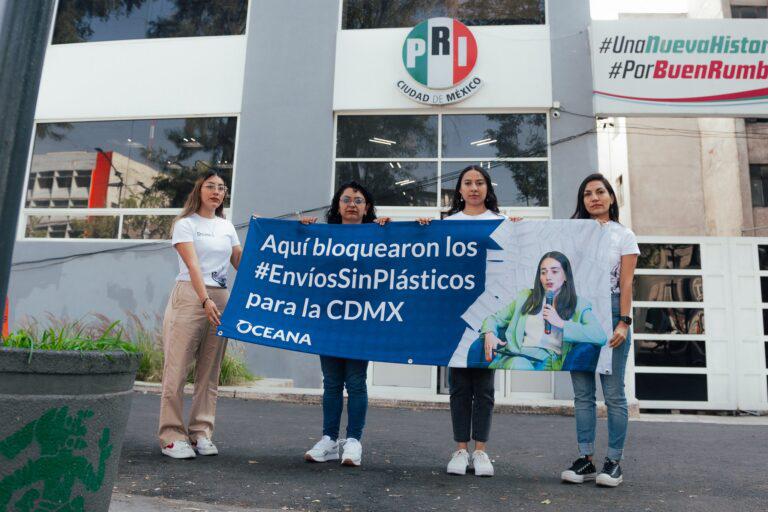 PRI
CIUDAD DE MÉXICO
#UnaNuevaHistor
#PorBuenRumb
Aquí bloquearon los
#EnvíosSinPlásticos
para la CDMX
OCEANA